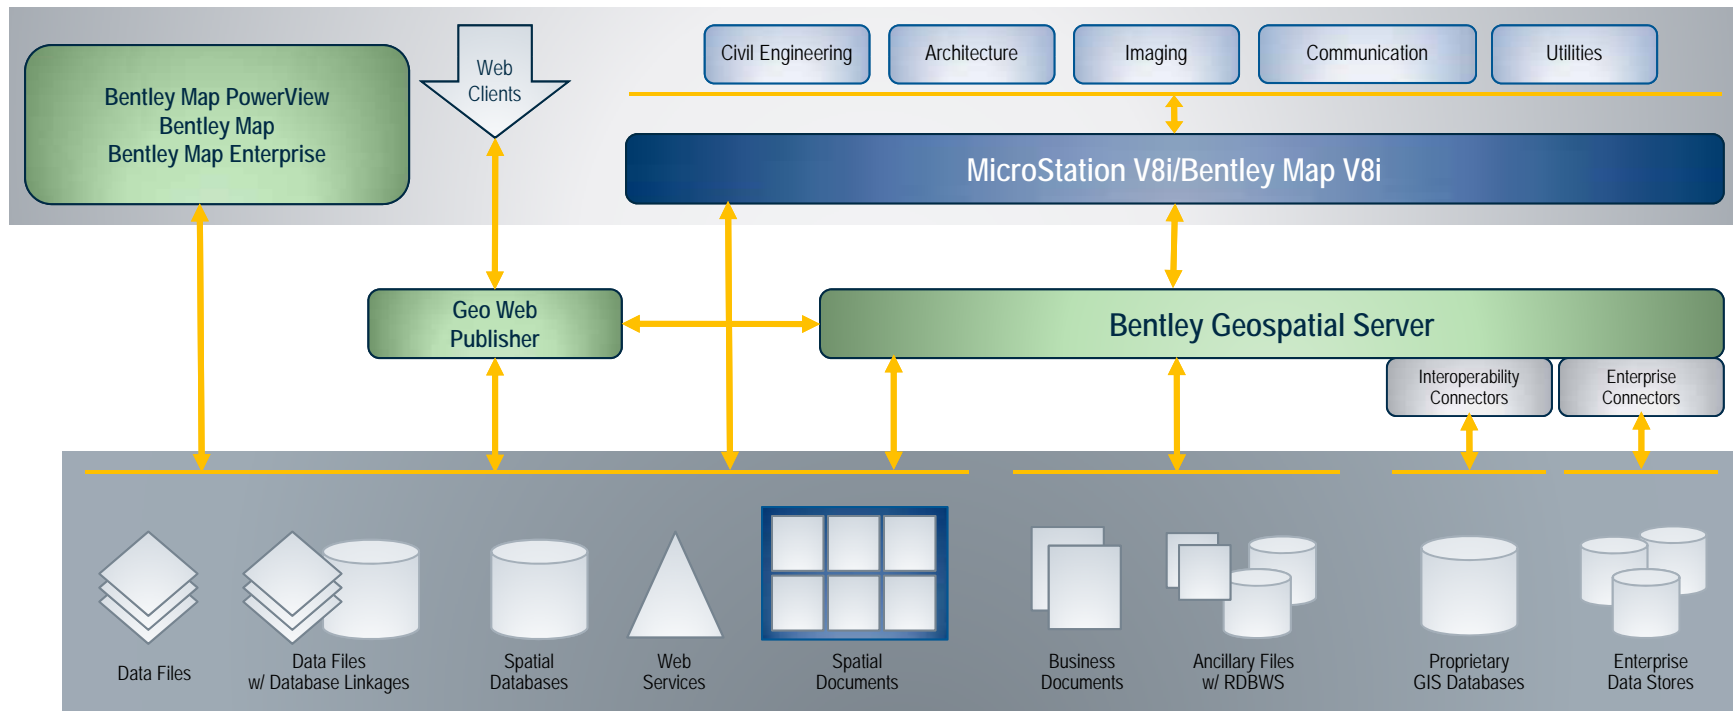 Bentley Map PowerView
Bentley Map
Bentley Map Enterprise
Web
Clients
Civil Engineering
Architecture
Imaging
Communication
Utilities
MicroStation V8i/Bentley Map V8i
Geo Web
Publisher
Bentley Geospatial Server
Interoperability
Connectors
Enterprise
Connectors
Data Files
Data Files
w/ Database Linkages
Spatial
Databases
Web
Services
Spatial
Documents
Business
Documents
Ancillary Files
w/ RDBWS
Proprietary
GIS Databases
Enterprise
Data Stores